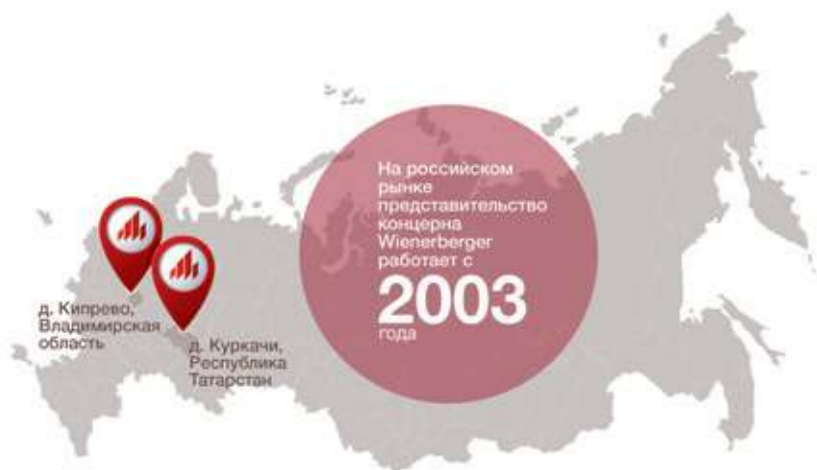 На российском
рынке
представительство
концерна
Wienerberger
работает с
2003
года
д. Кипрево,
Владимирская
область
д. Куркачи,
Республика
Татарстан